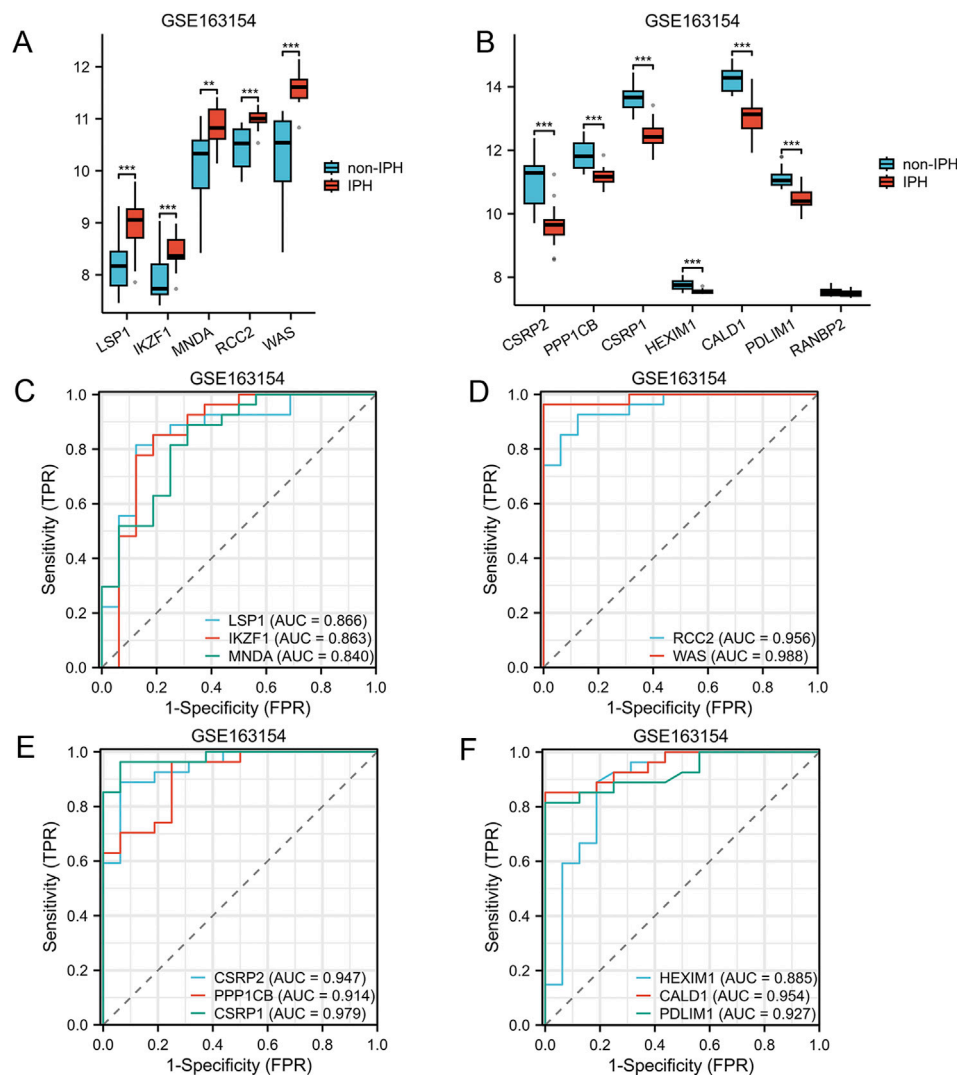 A
GSE163154
12
11
10
9
8
***
***
**
***
***
non-IPH
IPH
LSP1
IKZF1
MNDA
RCC2
WAS
B
GSE163154
14
12
10
8
***
***
***
***
***
***
non-IPH
IPH
CSRP2
PPP1CB
CSRP1
HEXIM1
CALD1
PDLIM1
RANBP2
C
GSE163154
Sensitivity (TPR)
1.0
0.8
0.6
0.4
0.2
0.0
LSP1 (AUC = 0.866)
IKZF1 (AUC = 0.863)
MNDA (AUC = 0.840)
0.0 0.2 0.4 0.6 0.8 1.0
1-Specificity (FPR)
D
GSE163154
Sensitivity (TPR)
1.0
0.8
0.6
0.4
0.2
0.0
RCC2 (AUC = 0.956)
WAS (AUC = 0.988)
0.0 0.2 0.4 0.6 0.8 1.0
1-Specificity (FPR)
E
GSE163154
Sensitivity (TPR)
1.0
0.8
0.6
0.4
0.2
0.0
CSRP2 (AUC = 0.947)
PPP1CB (AUC = 0.914)
CSRP1 (AUC = 0.979)
0.0 0.2 0.4 0.6 0.8 1.0
1-Specificity (FPR)
F
GSE163154
Sensitivity (TPR)
1.0
0.8
0.6
0.4
0.2
0.0
HEXIM1 (AUC = 0.885)
CALD1 (AUC = 0.954)
PDLIM1 (AUC = 0.927)
0.0 0.2 0.4 0.6 0.8 1.0
1-Specificity (FPR)